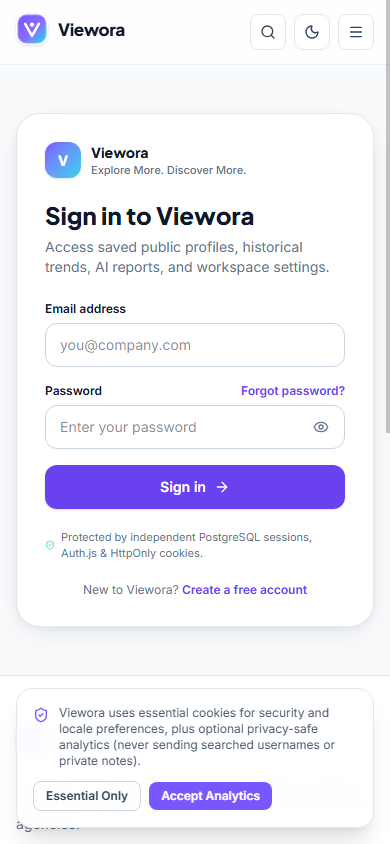 Viewora
Viewora
Explore More. Discover More.
Sign in to Viewora
Access saved public profiles, historical
trends, AI reports, and workspace settings.
Email address
you@company.com
Password Forgot password?
Enter your password
Sign in →
Protected by independent PostgreSQL sessions,
Auth.js & HttpOnly cookies.
New to Viewora? Create a free account
Viewora uses essential cookies for security and
locale preferences, plus optional privacy-safe
analytics (never sending searched usernames or
private notes).
Essential Only Accept Analytics